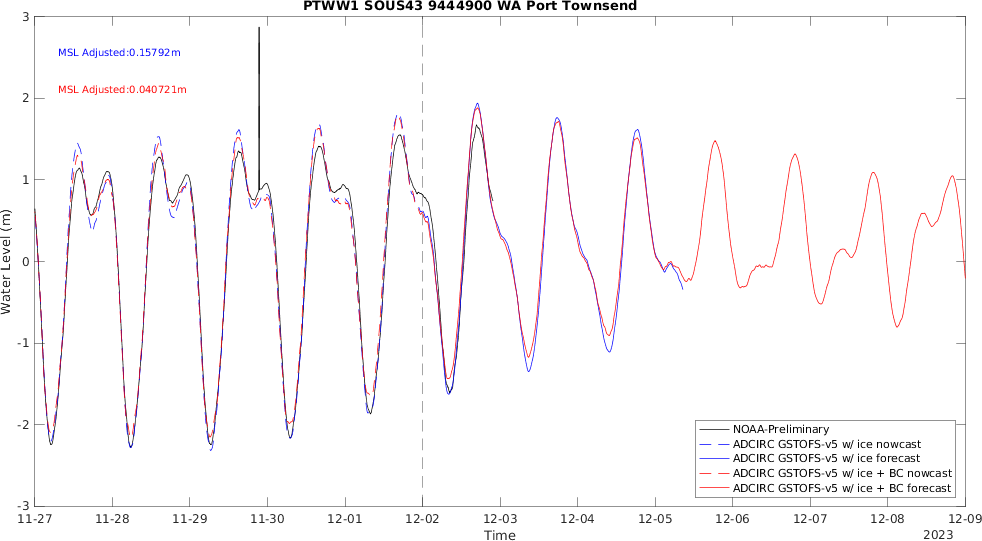 PTWW1 SOUS43 9444900 WA Port Townsend
MSL Adjusted:0.15792m
MSL Adjusted:0.040721m
Water Level (m)
3
2
1
0
-1
-2
-3
NOAA-Preliminary
ADCIRC GSTOFS-v5 w/ ice nowcast
ADCIRC GSTOFS-v5 w/ ice forecast
ADCIRC GSTOFS-v5 w/ ice + BC nowcast
ADCIRC GSTOFS-v5 w/ ice + BC forecast
11-27 11-28 11-29 11-30 12-01 12-02 12-03 12-04 12-05 12-06 12-07 12-08 12-09
Time
2023